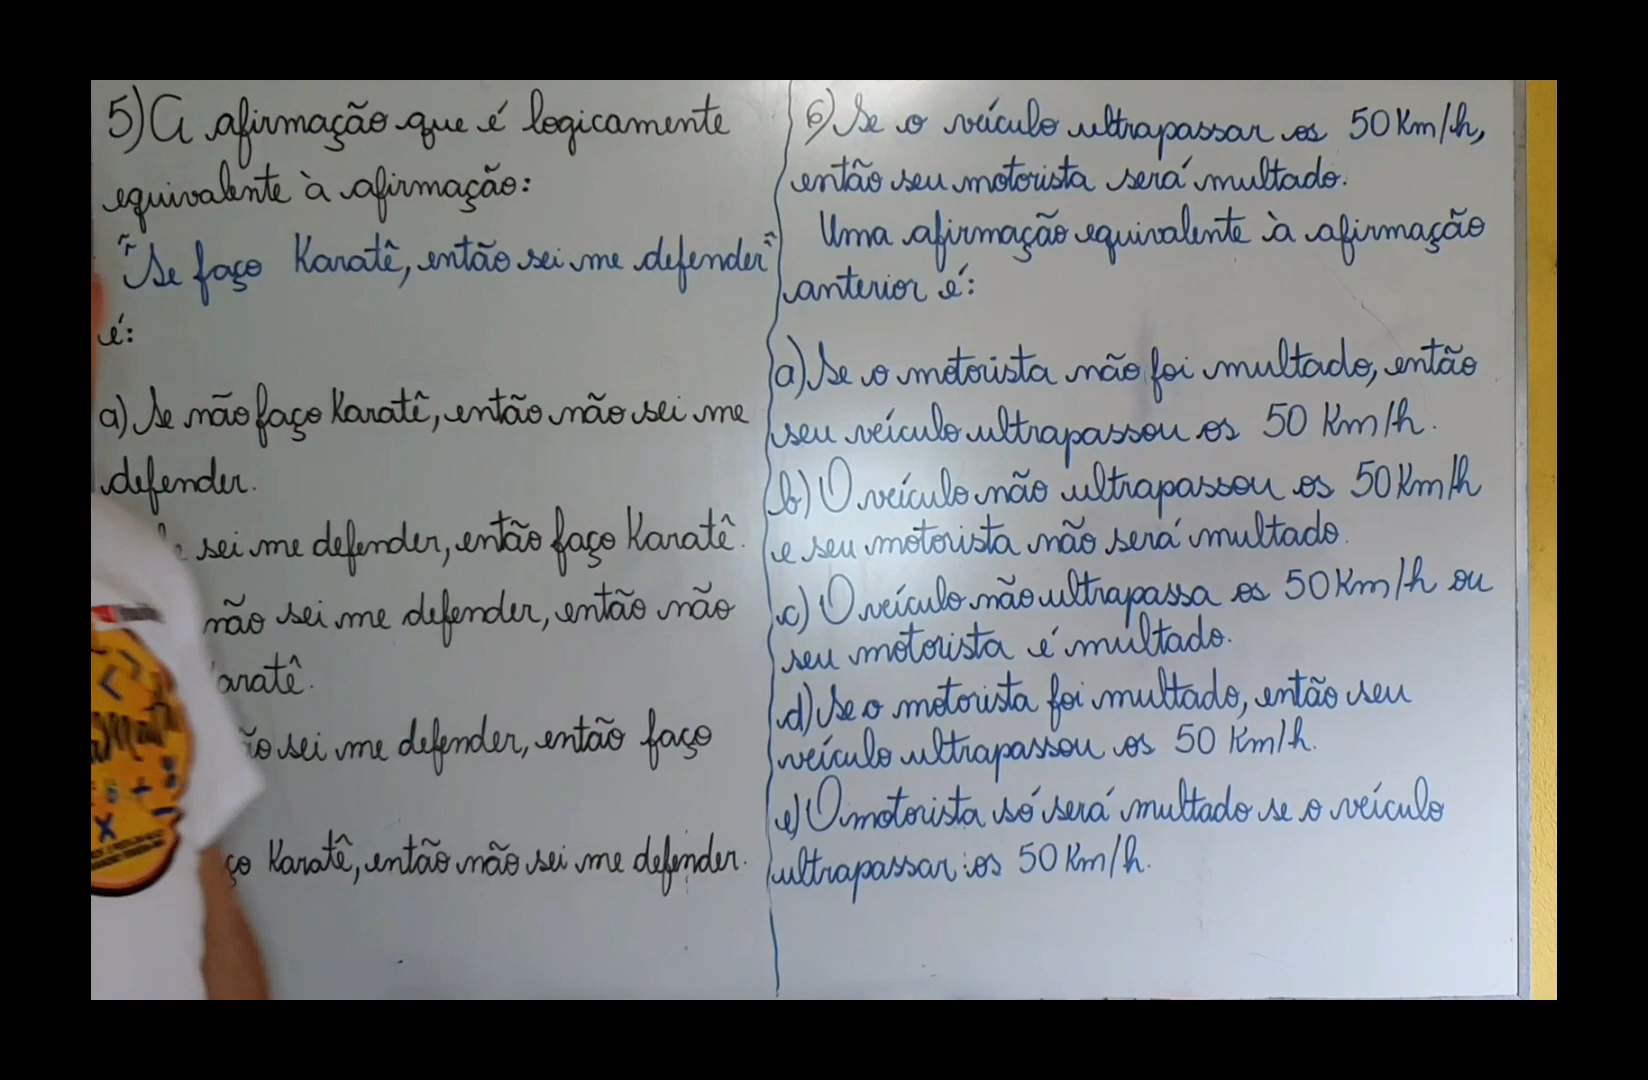 5) A afirmação que é logicamente
equivalente à afirmação:
"Se faço Karatê, então sei me defender"
é:
a) Se não faço Karatê, então não sei me
defender.
sei me defender, então faço Karatê.
não sei me defender, então não
aratê.
ão sei me defender, então faço
ço Karatê, então não sei me defender.
6) Se o veículo ultrapassar os 50 Km/h,
então seu motorista será multado.
Uma afirmação equivalente à afirmação
anterior é:
a) Se o motorista não foi multado, então
seu veículo ultrapassou os 50 Km/h.
b) O veículo não ultrapassou os 50 Km/h
e seu motorista não será multado.
c) O veículo não ultrapassa os 50 Km/h ou
seu motorista é multado.
d) Se o motorista foi multado, então seu
veículo ultrapassou os 50 Km/h.
e) O motorista só será multado se o veículo
ultrapassar os 50 Km/h.